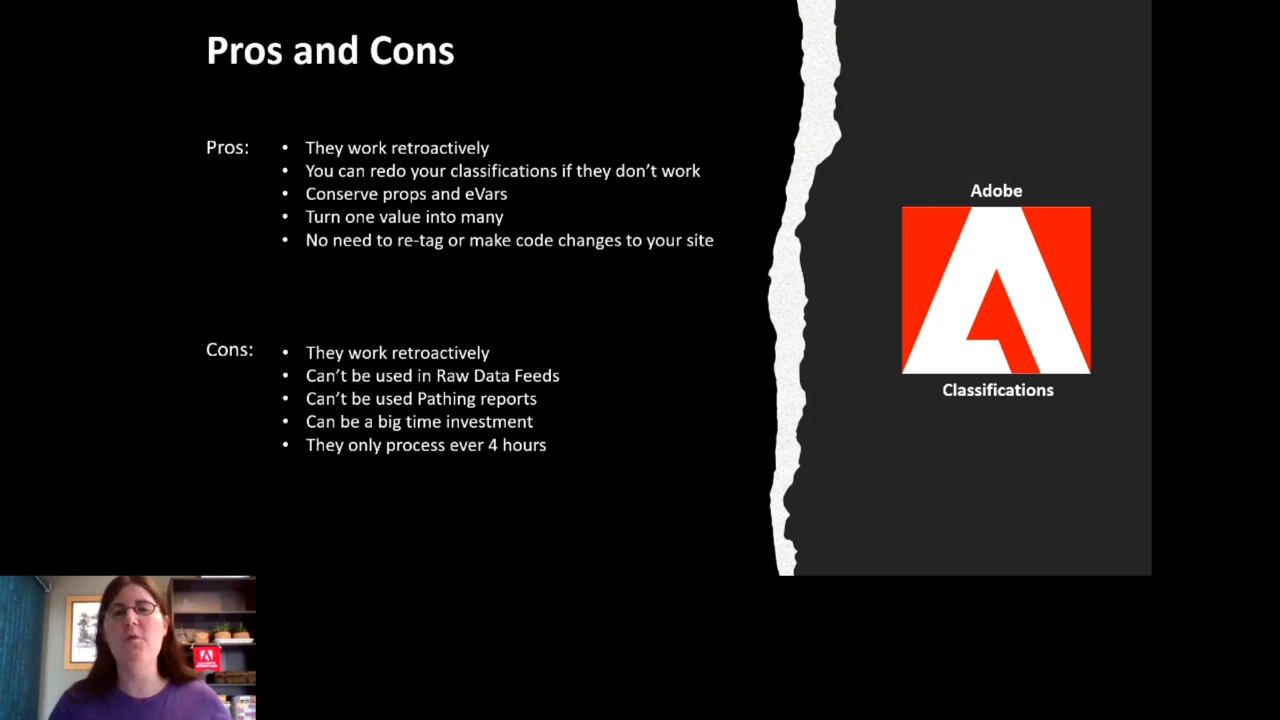 Pros and Cons
Pros:
• They work retroactively
• You can redo your classifications if they don't work
• Conserve props and eVars
• Turn one value into many
• No need to re-tag or make code changes to your site
Cons:
• They work retroactively
• Can't be used in Raw Data Feeds
• Can't be used Pathing reports
• Can be a big time investment
• They only process ever 4 hours
Adobe
Classifications